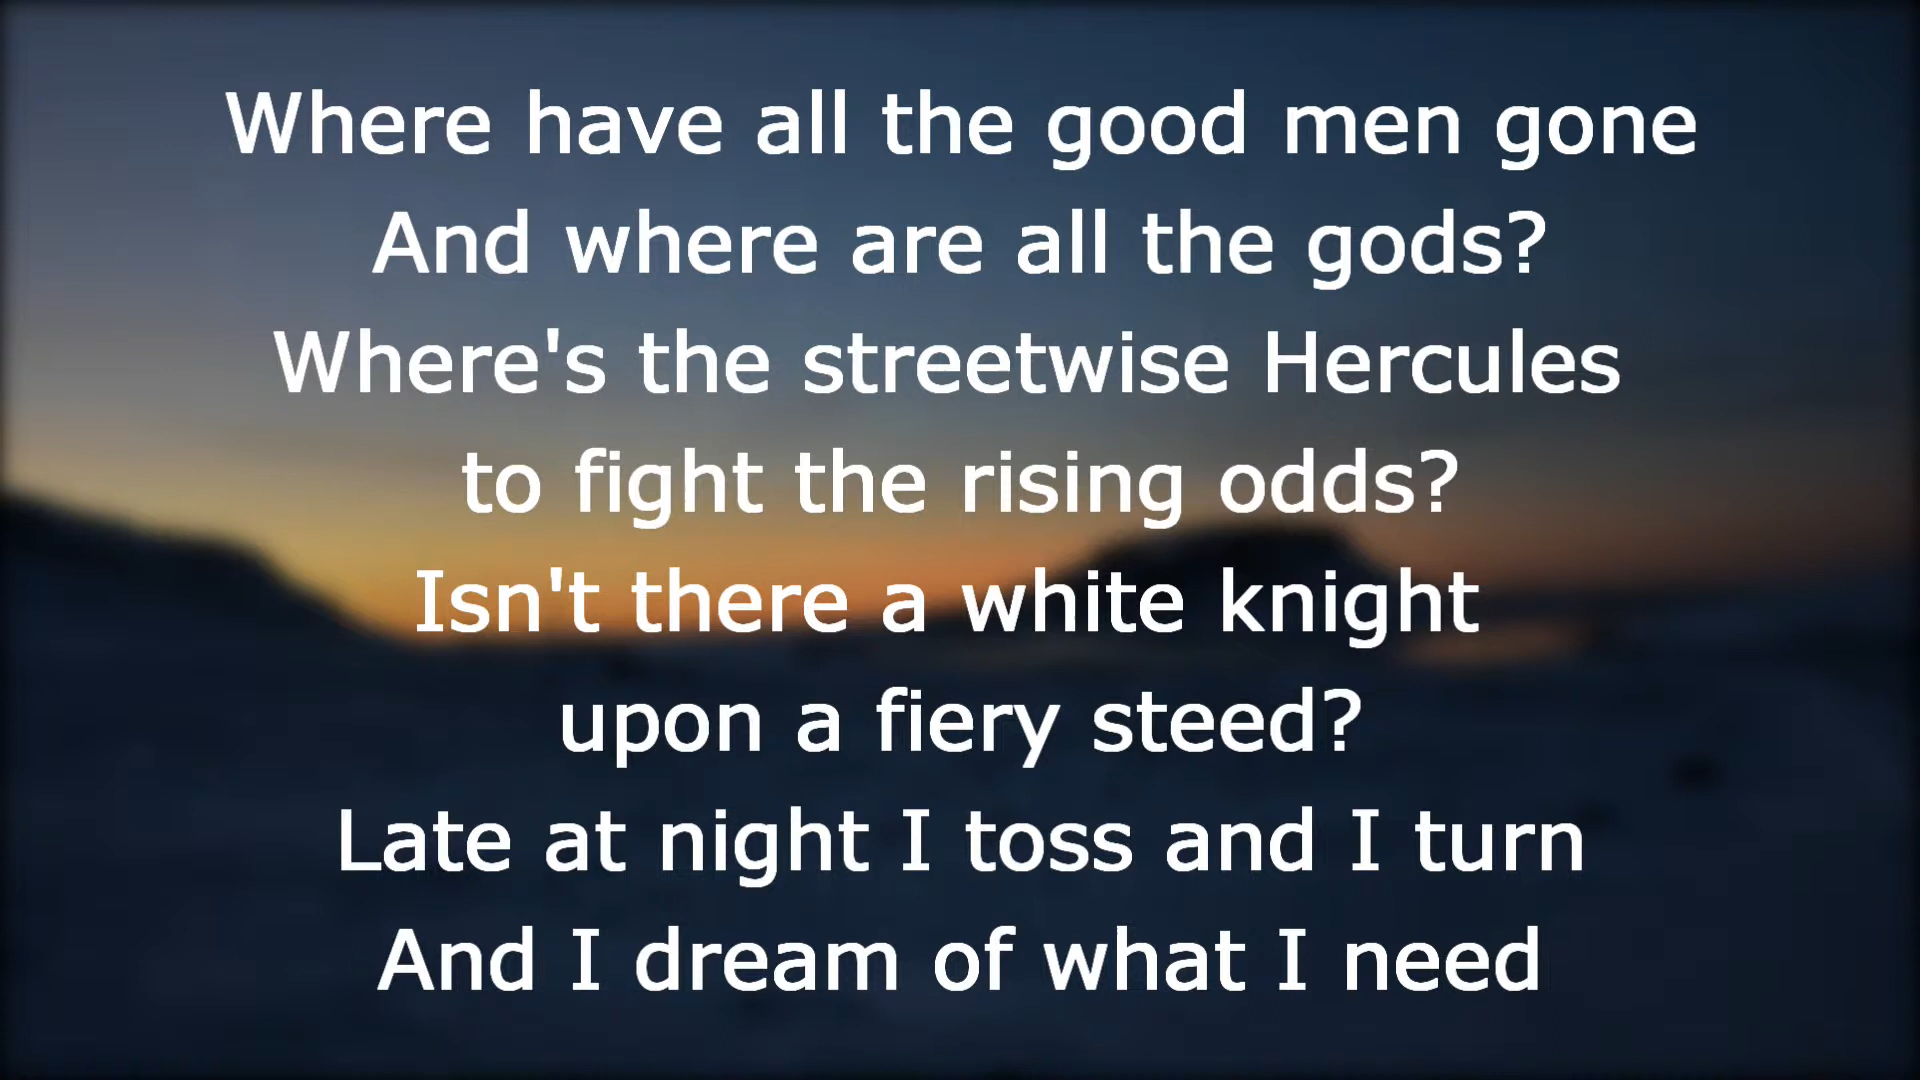 Where have all the good men gone
And where are all the gods?
Where's the streetwise Hercules
to fight the rising odds?
Isn't there a white knight
upon a fiery steed?
Late at night I toss and I turn
And I dream of what I need